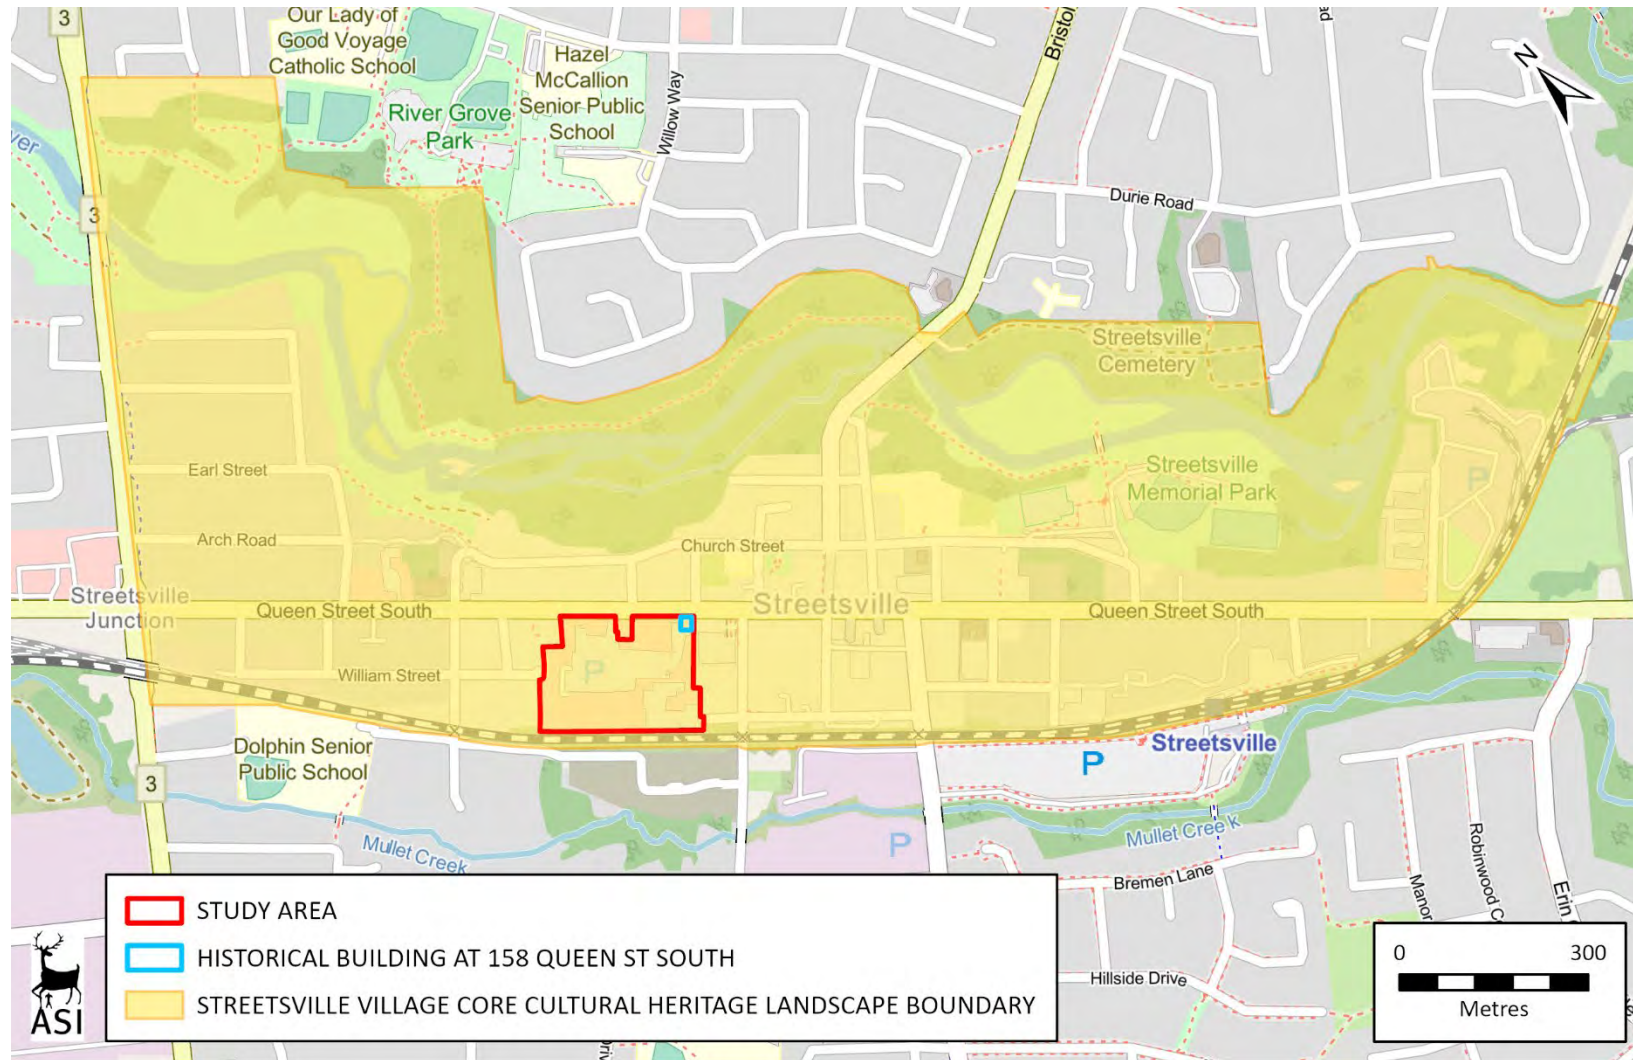 3
Our Lady of
Good Voyage
Catholic School
Hazel
McCallion
Senior Public
School
River Grove
Park
Willow Way
Bristol
N
Durie Road
3
Streetsville
Cemetery
Earl Street
Streetsville
Memorial Park
P
Arch Road
Church Street
Streetsville
Junction
Queen Street South
Streetsville
Queen Street South
William Street
P
Dolphin Senior
Public School
Streetsville
P
3
Mullet Creek
P
Mullet Creek
Bremen Lane
Robinwood C
Manor
Erin
Hillside Drive
STUDY AREA
HISTORICAL BUILDING AT 158 QUEEN ST SOUTH
STREETSVILLE VILLAGE CORE CULTURAL HERITAGE LANDSCAPE BOUNDARY
ASI
0 300
Metres